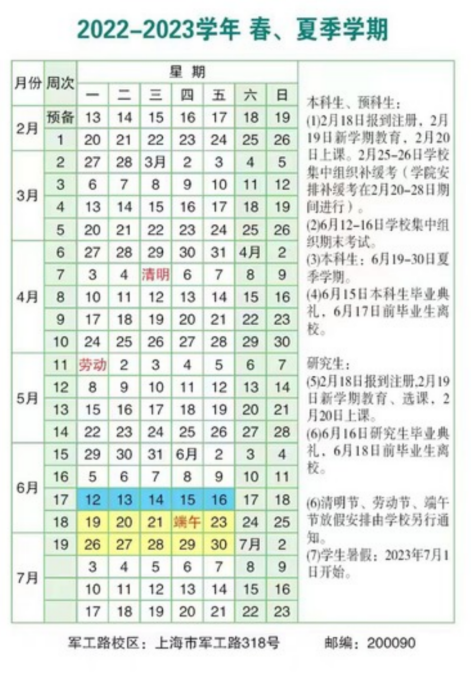 2022-2023学年 春、夏季学期
月份 周次 星 期
一 二 三 四 五 六 日
2月 预备 13 14 15 16 17 18 19
1 20 21 22 23 24 25 26
3月 2 27 28 3月 2 3 4 5
3 6 7 8 9 10 11 12
4 13 14 15 16 17 18 19
5 20 21 22 23 24 25 26
4月 6 27 28 29 30 31 4月 2
7 3 4 清明 6 7 8 9
8 10 11 12 13 14 15 16
9 17 18 19 20 21 22 23
10 24 25 26 27 28 29 30
5月 11 劳动 2 3 4 5 6 7
12 8 9 10 11 12 13 14
13 15 16 17 18 19 20 21
14 22 23 24 25 26 27 28
6月 15 29 30 31 6月 2 3 4
16 5 6 7 8 9 10 11
17 12 13 14 15 16 17 18
18 19 20 21 端午 23 24 25
7月 19 26 27 28 29 30 7月 2
3 4 5 6 7 8 9
10 11 12 13 14 15 16
17 18 19 20 21 22 23
本科生、预科生：
(1)2月18日报到注册，2月
19日新学期教育，2月20
日上课。2月25-26日学校
集中组织补缓考（学院安
排补缓考在2月20-28日期
间进行）。
(2)6月12-16日学校集中组
织期末考试。
(3)本科生：6月19-30日夏
季学期。
(4)6月15日本科生毕业典
礼，6月17日前毕业生离
校。
研究生：
(5)2月18日报到注册,2月19
日新学期教育、选课，2
月20日上课。
(6)6月16日研究生毕业典
礼，6月18日前毕业生离
校。
(6)清明节、劳动节、端午
节放假安排由学校另行通
知。
(7)学生暑假：2023年7月1
日开始。
军工路校区：上海市军工路318号 邮编：200090